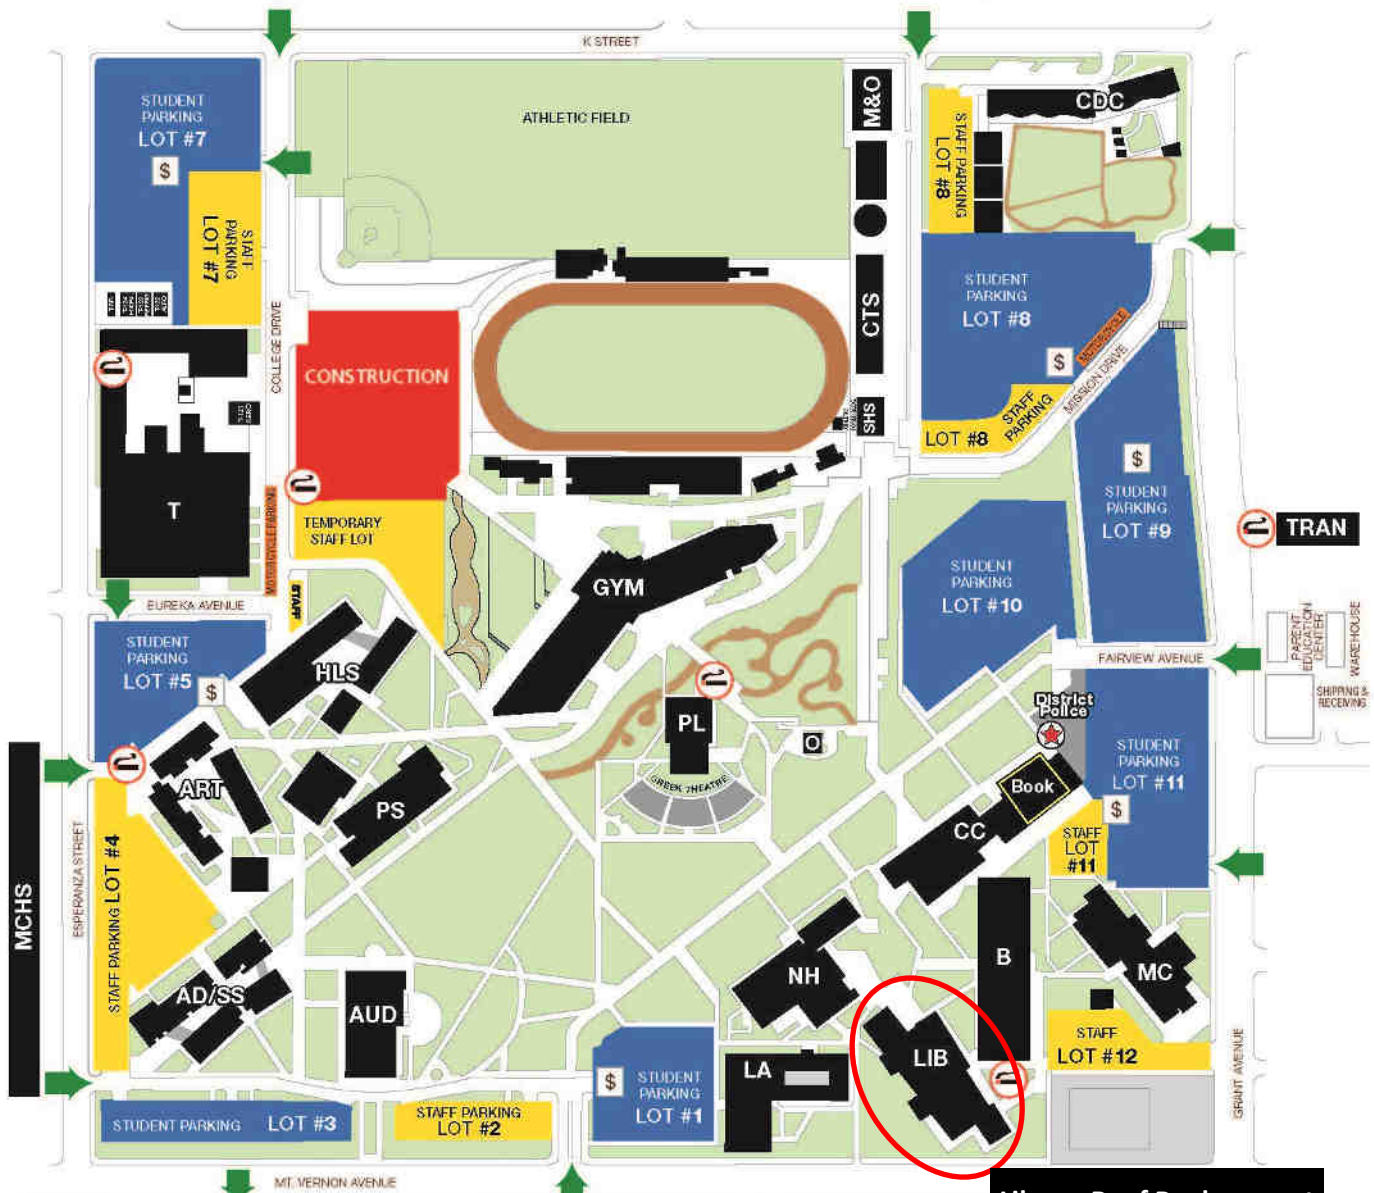 K STREET
STUDENT
PARKING
LOT #7
$
STAFF
PARKING
LOT #7
ATHLETIC FIELD
M&O
STAFF PARKING
LOT #8
CDC
STUDENT
PARKING
LOT #8
$
MOTORCYCLE
MISSION DRIVE
STAFF
PARKING
LOT #8
CTS
SHS
COLLEGE DRIVE
CONSTRUCTION
T
MOTORCYCLE PARKING
TEMPORARY
STAFF LOT
STAFF
$
STUDENT
PARKING
LOT #9
TRAN
GYM
STUDENT
PARKING
LOT #10
EUREKA AVENUE
STUDENT
PARKING
LOT #5
$
HLS
FAIRVIEW AVENUE
PARENT
EDUCATION
CENTER
WAREHOUSE
SHIPPING &
RECEIVING
PL
GREEK THEATRE
O
District
Police
STUDENT
PARKING
LOT #11
$
Book
CC
STAFF
LOT
#11
ART
PS
MCHS
ESPERANZA STREET
STAFF PARKING LOT #4
AD/SS
AUD
NH
B
MC
LIB
LA
STAFF
LOT #12
GRANT AVENUE
$
STUDENT
PARKING
LOT #1
STUDENT PARKING LOT #3
STAFF PARKING
LOT #2
MT. VERNON AVENUE